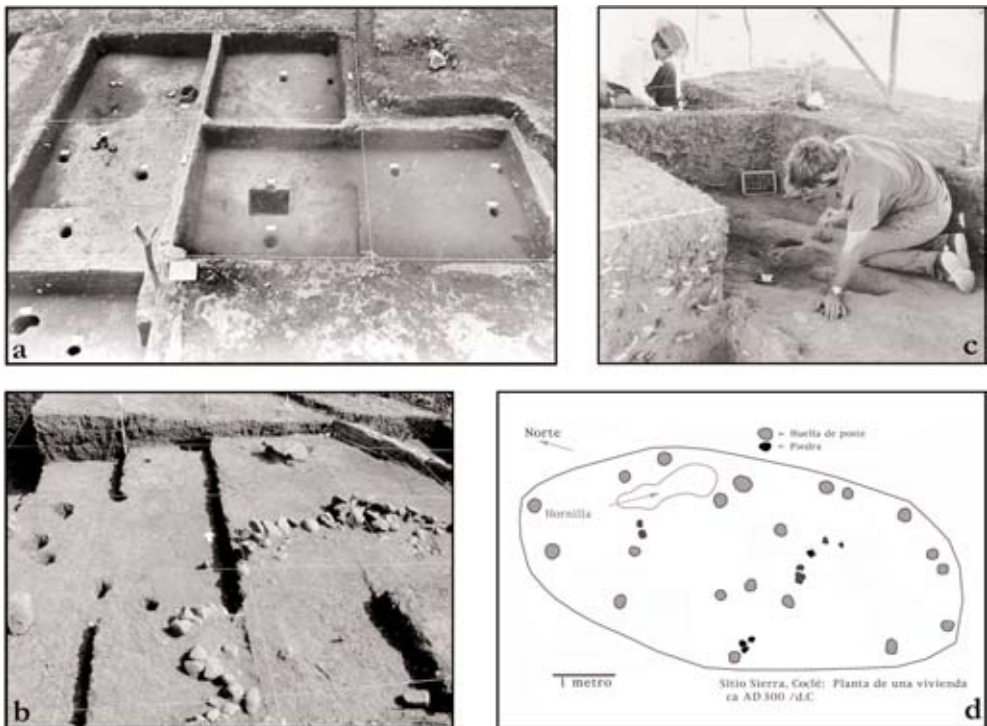 a
c
b
Norte
= Huella de poste
= Piedra
Hornilla
1 metro
Sitio Sierra, Coclé: Planta de una vivienda
ca AD 300 /d.C
d